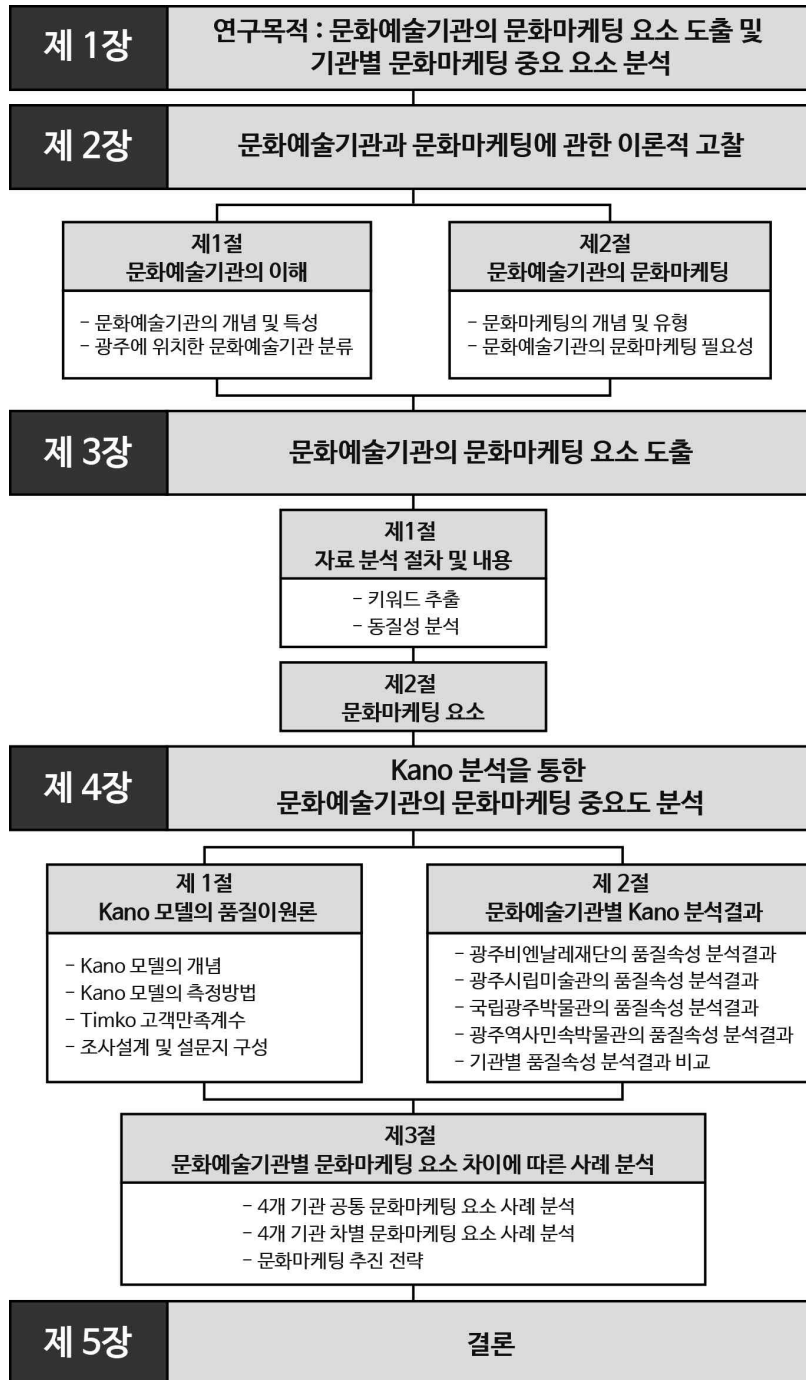 제 1장
연구목적 : 문화예술기관의 문화마케팅 요소 도출 및
기관별 문화마케팅 중요 요소 분석
제 2장
문화예술기관과 문화마케팅에 관한 이론적 고찰
제1절
문화예술기관의 이해
- 문화예술기관의 개념 및 특성
- 광주에 위치한 문화예술기관 분류
제2절
문화예술기관의 문화마케팅
- 문화마케팅의 개념 및 유형
- 문화예술기관의 문화마케팅 필요성
제 3장
문화예술기관의 문화마케팅 요소 도출
제1절
자료 분석 절차 및 내용
- 키워드 추출
- 동질성 분석
제2절
문화마케팅 요소
제 4장
Kano 분석을 통한
문화예술기관의 문화마케팅 중요도 분석
제 1절
Kano 모델의 품질이원론
- Kano 모델의 개념
- Kano 모델의 측정방법
- Timko 고객만족계수
- 조사설계 및 설문지 구성
제 2절
문화예술기관별 Kano 분석결과
- 광주비엔날레재단의 품질속성 분석결과
- 광주시립미술관의 품질속성 분석결과
- 국립광주박물관의 품질속성 분석결과
- 광주역사민속박물관의 품질속성 분석결과
- 기관별 품질속성 분석결과 비교
제3절
문화예술기관별 문화마케팅 요소 차이에 따른 사례 분석
- 4개 기관 공통 문화마케팅 요소 사례 분석
- 4개 기관 차별 문화마케팅 요소 사례 분석
- 문화마케팅 추진 전략
제 5장
결론